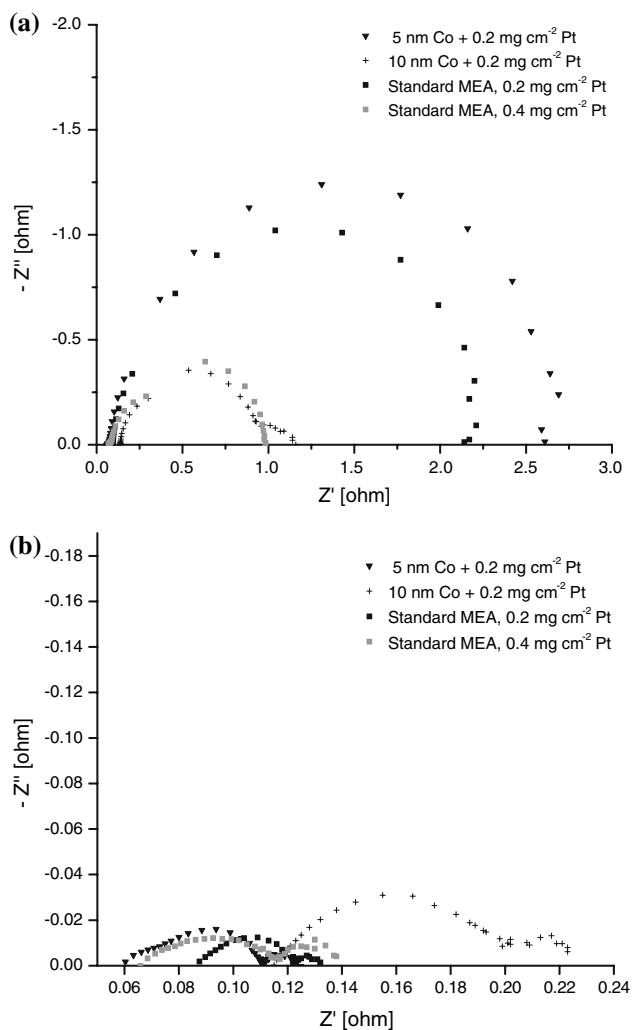 (a)
-2.0
-1.5
-1.0
-0.5
0.0
- Z'' [ohm]
5 nm Co + 0.2 mg cm⁻² Pt
10 nm Co + 0.2 mg cm⁻² Pt
Standard MEA, 0.2 mg cm⁻² Pt
Standard MEA, 0.4 mg cm⁻² Pt
0.0 0.5 1.0 1.5 2.0 2.5 3.0
Z' [ohm]
(b)
-0.18
-0.16
-0.14
-0.12
-0.10
-0.08
-0.06
-0.04
-0.02
0.00
- Z'' [ohm]
5 nm Co + 0.2 mg cm⁻² Pt
10 nm Co + 0.2 mg cm⁻² Pt
Standard MEA, 0.2 mg cm⁻² Pt
Standard MEA, 0.4 mg cm⁻² Pt
0.06 0.08 0.10 0.12 0.14 0.16 0.18 0.20 0.22 0.24
Z' [ohm]